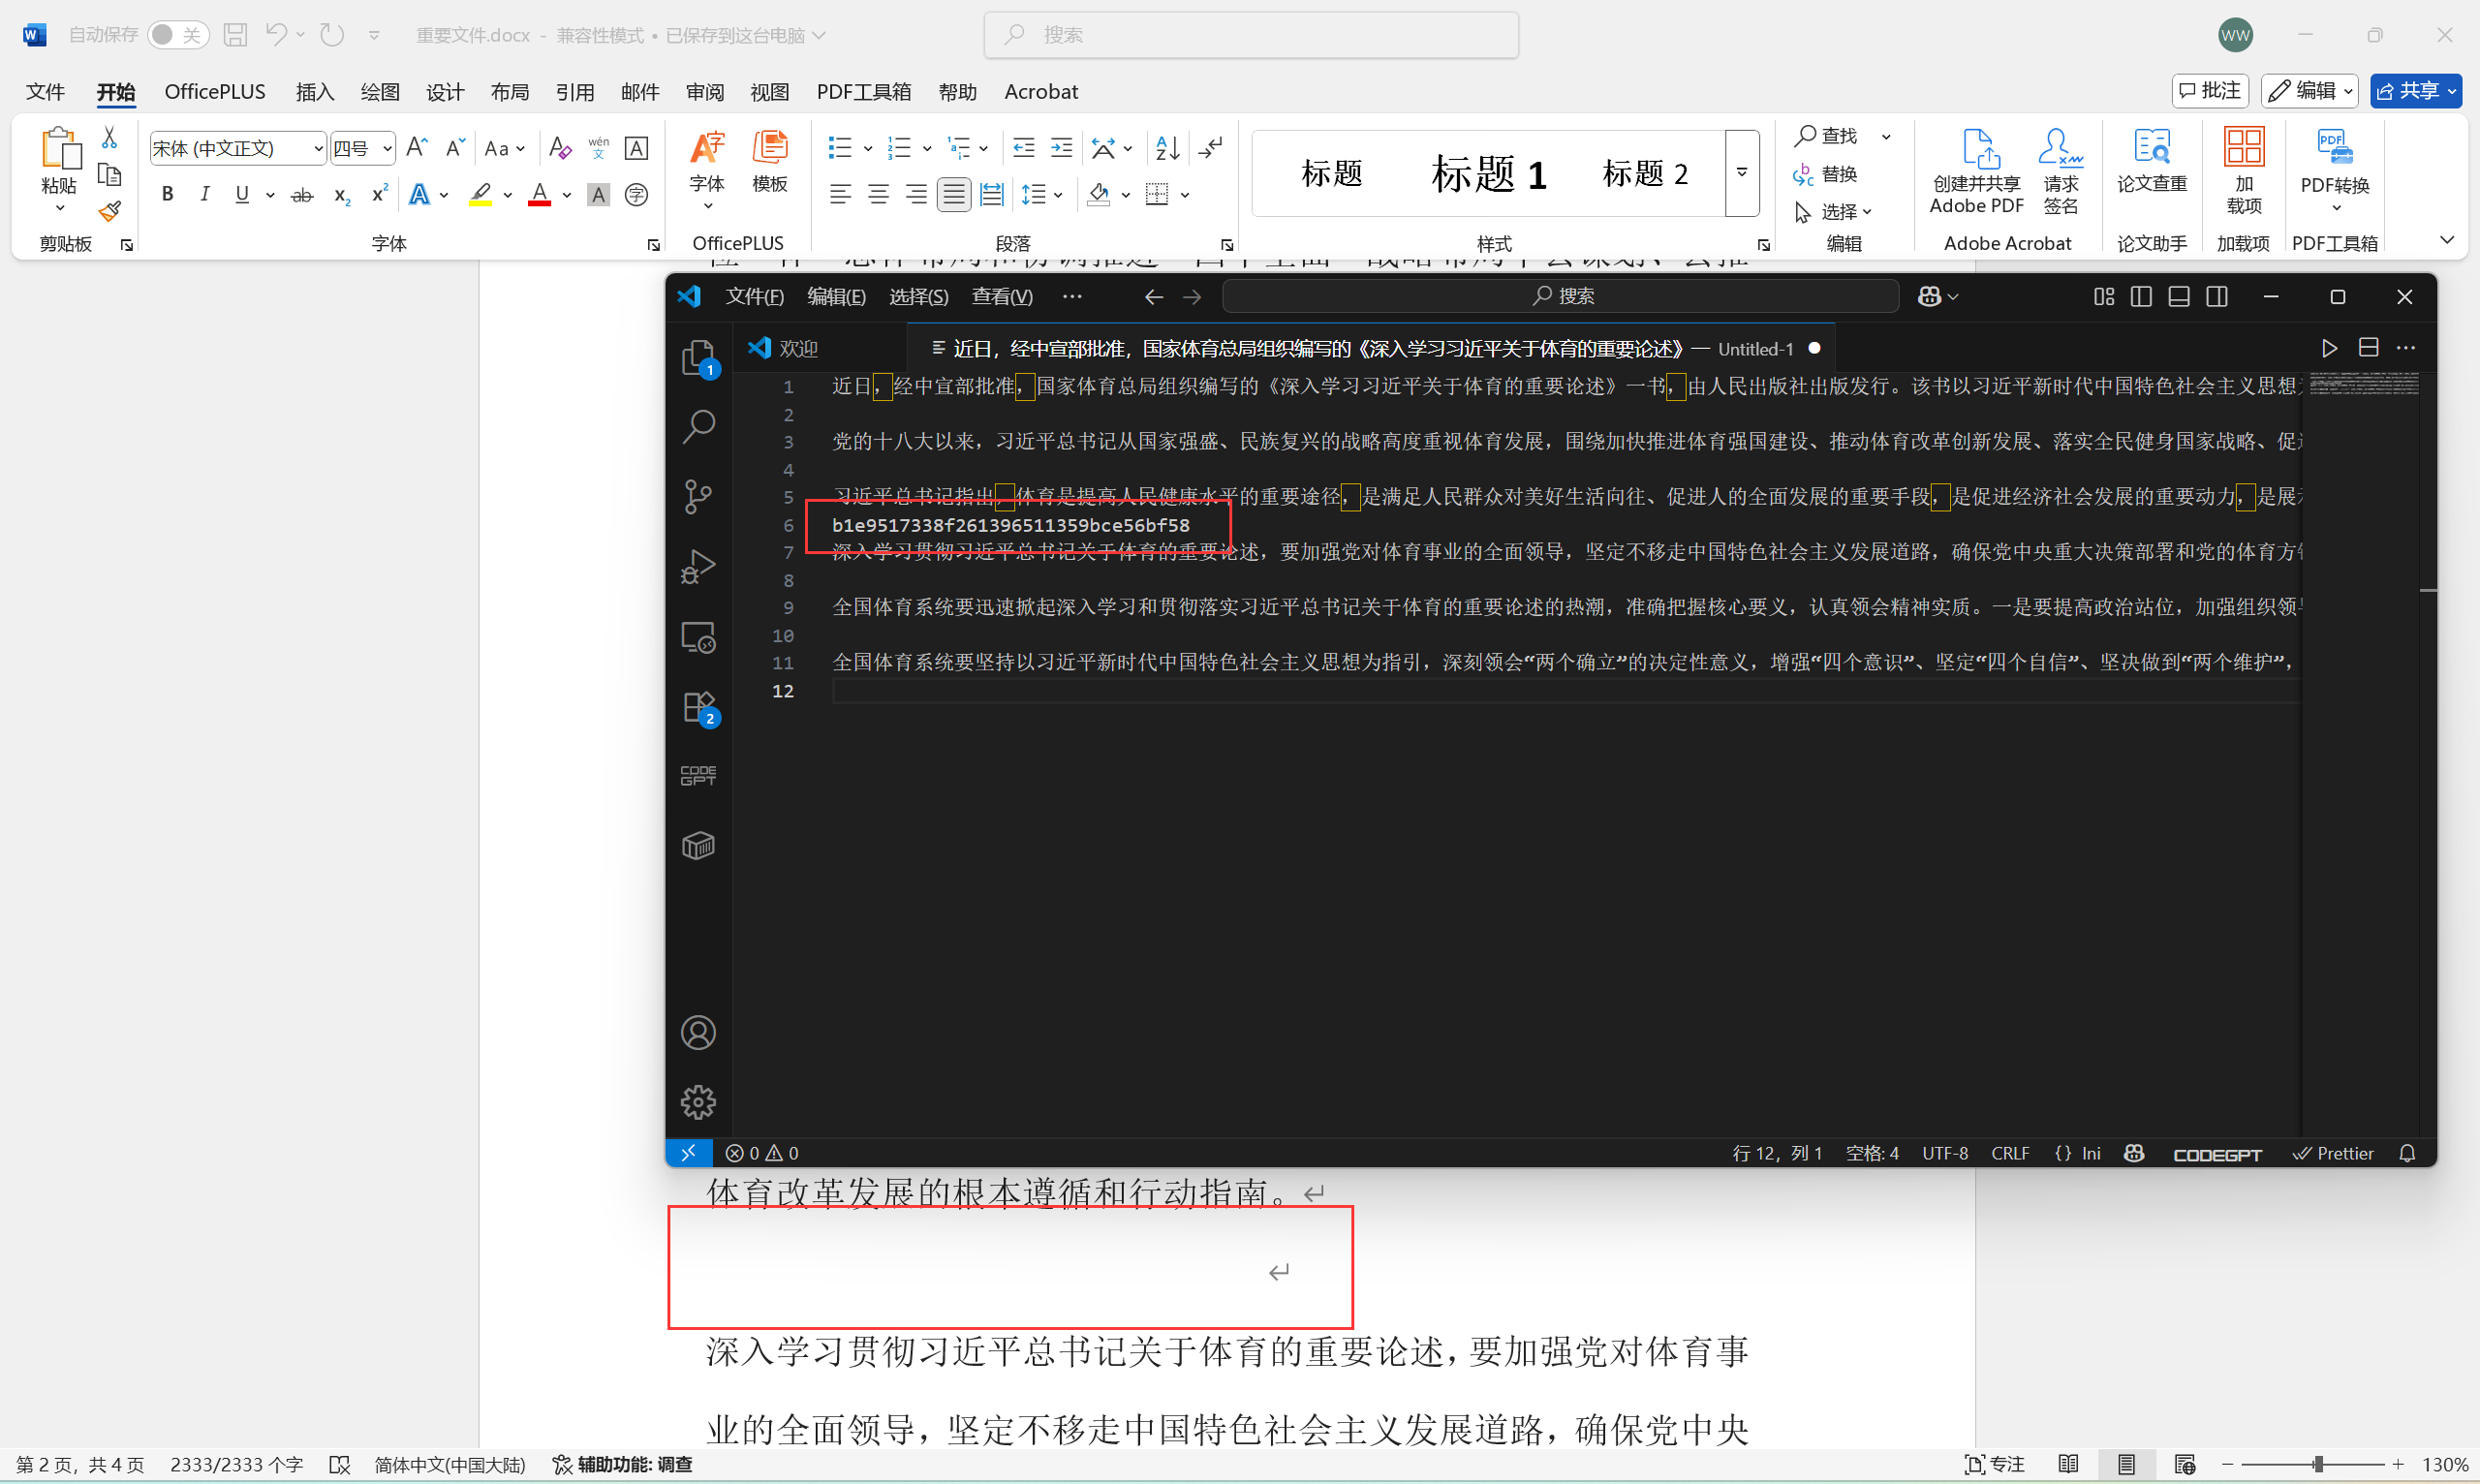 自动保存 关 重要文件.docx - 兼容性模式 • 已保存到这台电脑 搜索 WW
文件 开始 OfficePLUS 插入 绘图 设计 布局 引用 邮件 审阅 视图 PDF工具箱 帮助 Acrobat 批注 编辑 共享
宋体 (中文正文) 四号 Aa wén 文 A 查找
粘贴 字体 模板 标题 标题 1 标题 2 替换 创建并共享 Adobe PDF 请求 签名 论文查重 加 载项 PDF转换
B I U ab 选择
剪贴板 字体 OfficePLUS 段落 样式 编辑 Adobe Acrobat 论文助手 加载项 PDF工具箱
文件(F) 编辑(E) 选择(S) 查看(V) ··· 搜索
欢迎 近日，经中宣部批准，国家体育总局组织编写的《深入学习习近平关于体育的重要论述》一 Untitled-1
1 近日，经中宣部批准，国家体育总局组织编写的《深入学习习近平关于体育的重要论述》一书，由人民出版社出版发行。该书以习近平新时代中国特色社会主义思想
2
3 党的十八大以来，习近平总书记从国家强盛、民族复兴的战略高度重视体育发展，围绕加快推进体育强国建设、推动体育改革创新发展、落实全民健身国家战略、促
4
5 习近平总书记指出，体育是提高人民健康水平的重要途径，是满足人民群众对美好生活向往、促进人的全面发展的重要手段，是促进经济社会发展的重要动力，是展
6 b1e9517338f261396511359bce56bf58
7 深入学习贯彻习近平总书记关于体育的重要论述，要加强党对体育事业的全面领导，坚定不移走中国特色社会主义发展道路，确保党中央重大决策部署和党的体育方
8
9 全国体育系统要迅速掀起深入学习和贯彻落实习近平总书记关于体育的重要论述的热潮，准确把握核心要义，认真领会精神实质。一是要提高政治站位，加强组织领
10
11 全国体育系统要坚持以习近平新时代中国特色社会主义思想为指引，深刻领会“两个确立”的决定性意义，增强“四个意识”、坚定“四个自信”、坚决做到“两个维护”，
12
1
2
CODE GPT
0 0 行 12，列 1 空格: 4 UTF-8 CRLF {} Ini CODEGPT Prettier
体育改革发展的根本遵循和行动指南。
深入学习贯彻习近平总书记关于体育的重要论述，要加强党对体育事
业的全面领导，坚定不移走中国特色社会主义发展道路，确保党中央
第 2 页，共 4 页 2333/2333 个字 简体中文(中国大陆) 辅助功能: 调查 专注 130%